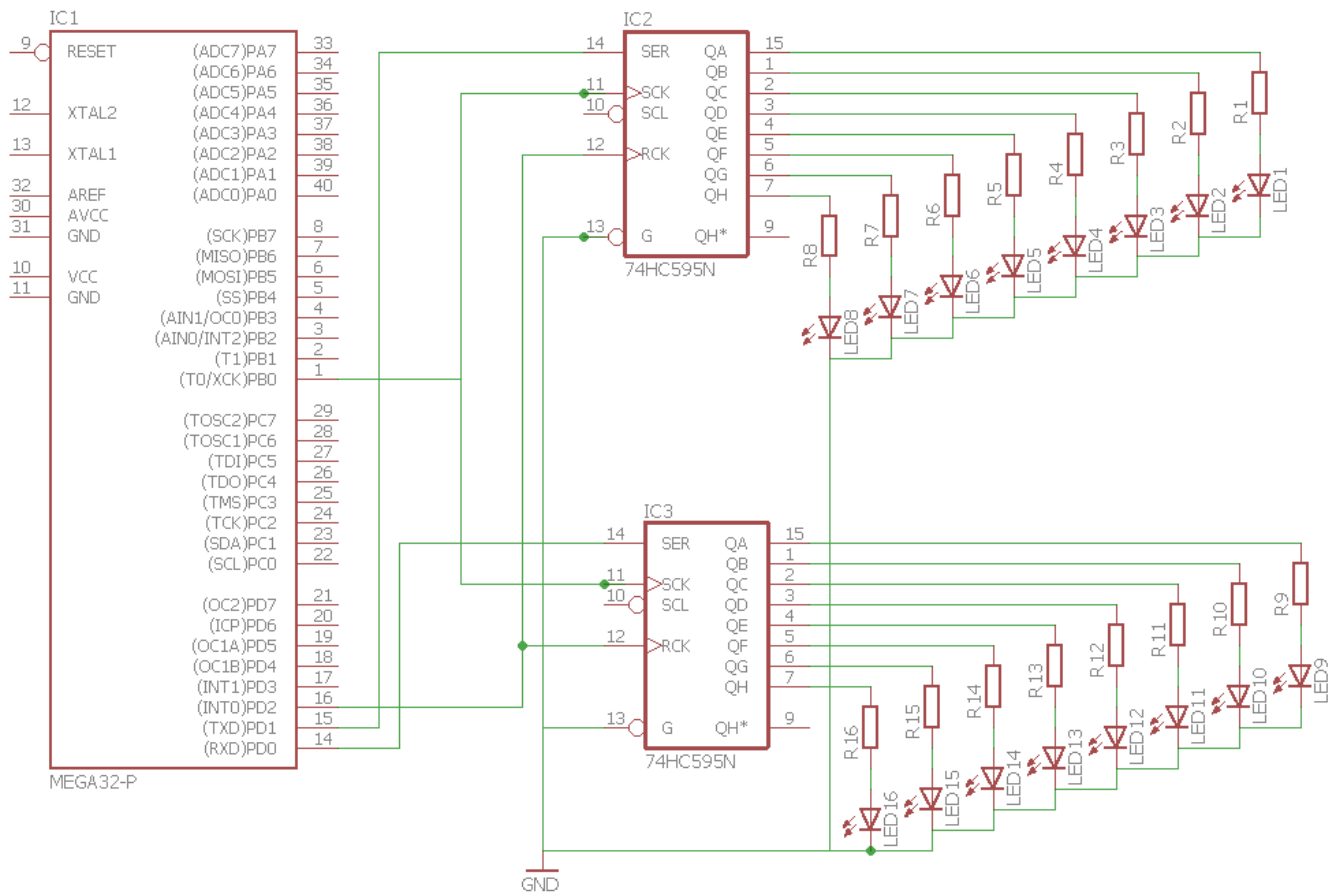 IC1
9 RESET
12 XTAL2
13 XTAL1
32 AREF
30 AVCC
31 GND
10 VCC
11 GND
(ADC7)PA7 33
(ADC6)PA6 34
(ADC5)PA5 35
(ADC4)PA4 36
(ADC3)PA3 37
(ADC2)PA2 38
(ADC1)PA1 39
(ADC0)PA0 40
(SCK)PB7 8
(MISO)PB6 7
(MOSI)PB5 6
(SS)PB4 5
(AIN1/OC0)PB3 4
(AIN0/INT2)PB2 3
(T1)PB1 2
(T0/XCK)PB0 1
(TOSC2)PC7 29
(TOSC1)PC6 28
(TDI)PC5 27
(TDO)PC4 26
(TMS)PC3 25
(TCK)PC2 24
(SDA)PC1 23
(SCL)PC0 22
(OC2)PD7 21
(ICP)PD6 20
(OC1A)PD5 19
(OC1B)PD4 18
(INT1)PD3 17
(INT0)PD2 16
(TXD)PD1 15
(RXD)PD0 14
MEGA32-P
IC2
14 SER
11 SCK
10 SCL
12 RCK
13 G
QA 15
QB 1
QC 2
QD 3
QE 4
QF 5
QG 6
QH 7
QH* 9
74HC595N
R8
R7
R6
R5
R4
R3
R2
R1
LED8
LED7
LED6
LED5
LED4
LED3
LED2
LED1
IC3
14 SER
11 SCK
10 SCL
12 RCK
13 G
QA 15
QB 1
QC 2
QD 3
QE 4
QF 5
QG 6
QH 7
QH* 9
74HC595N
R16
R15
R14
R13
R12
R11
R10
R9
LED16
LED15
LED14
LED13
LED12
LED11
LED10
LED9
GND